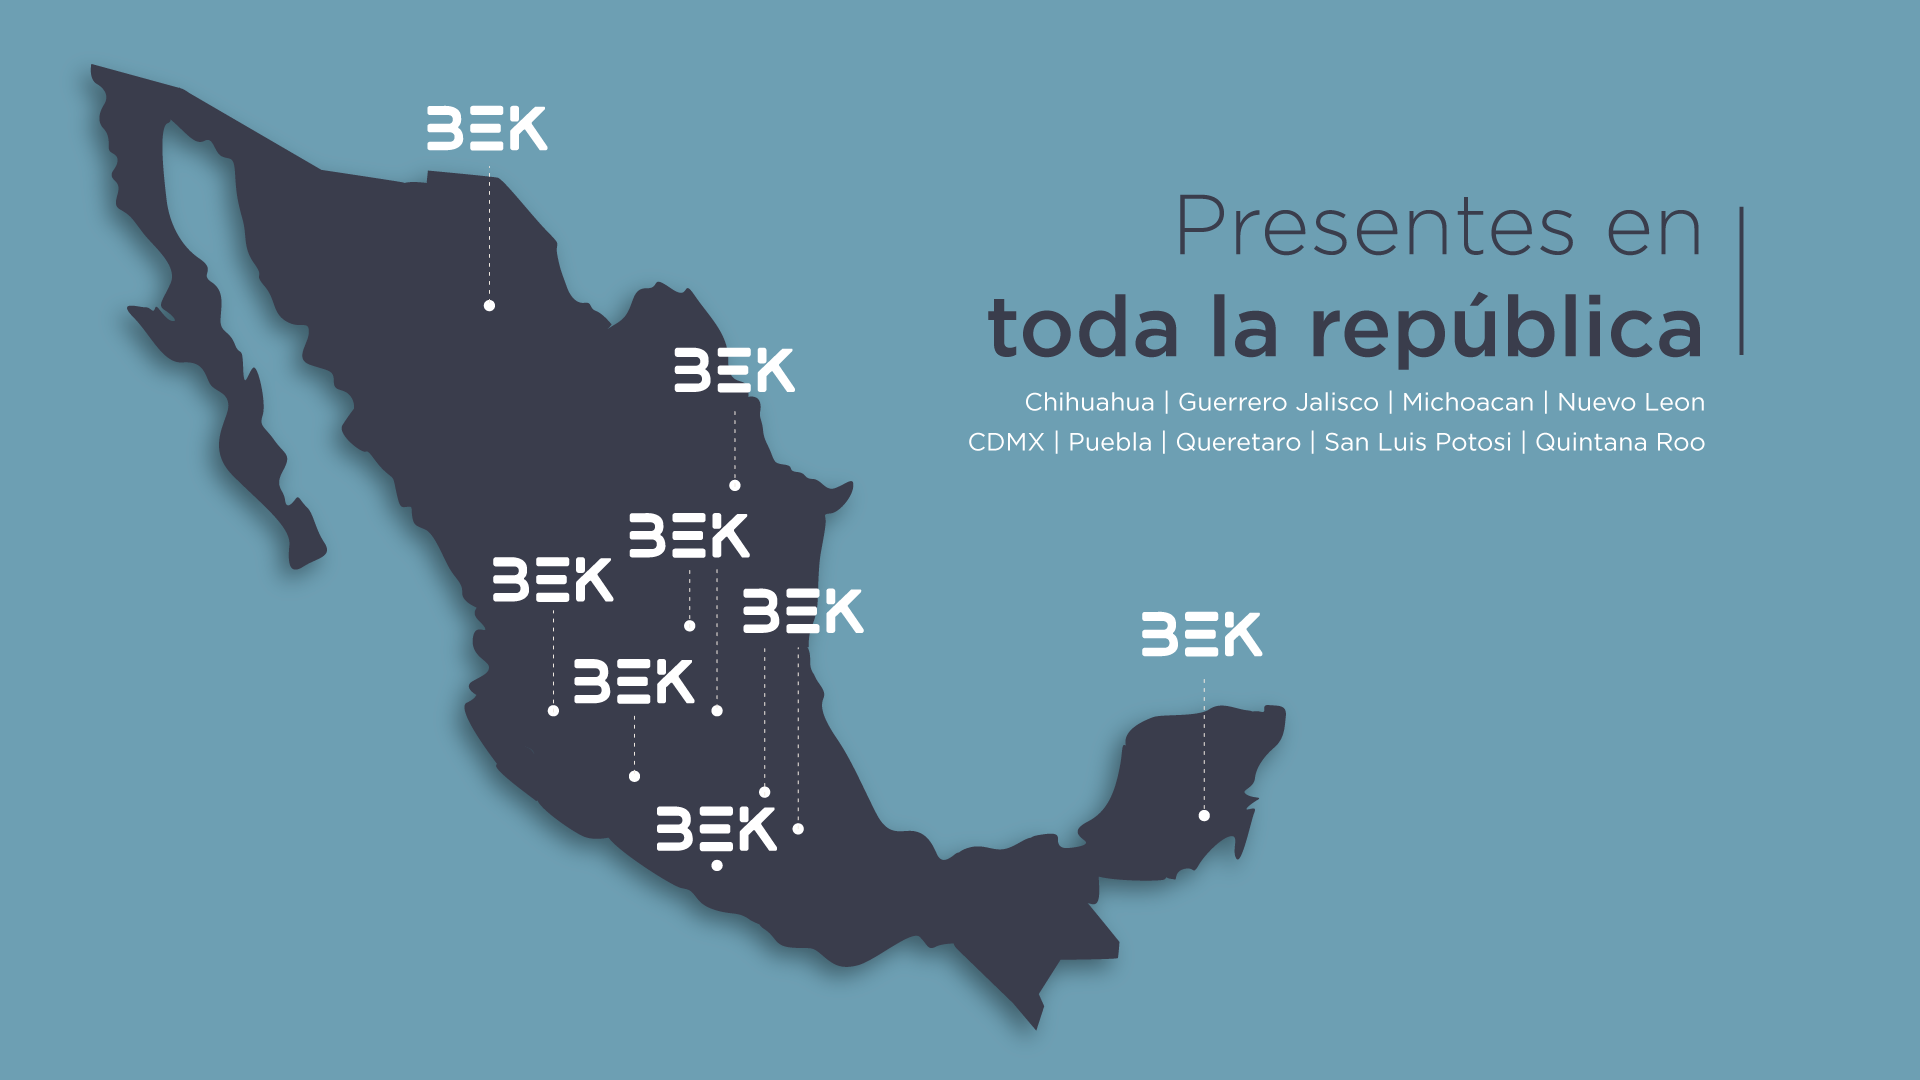 BEK
Presentes en
toda la república
BEK
Chihuahua | Guerrero Jalisco | Michoacan | Nuevo Leon
CDMX | Puebla | Queretaro | San Luis Potosi | Quintana Roo
BEK
BEK
BEK
BEK
BEK
BEK